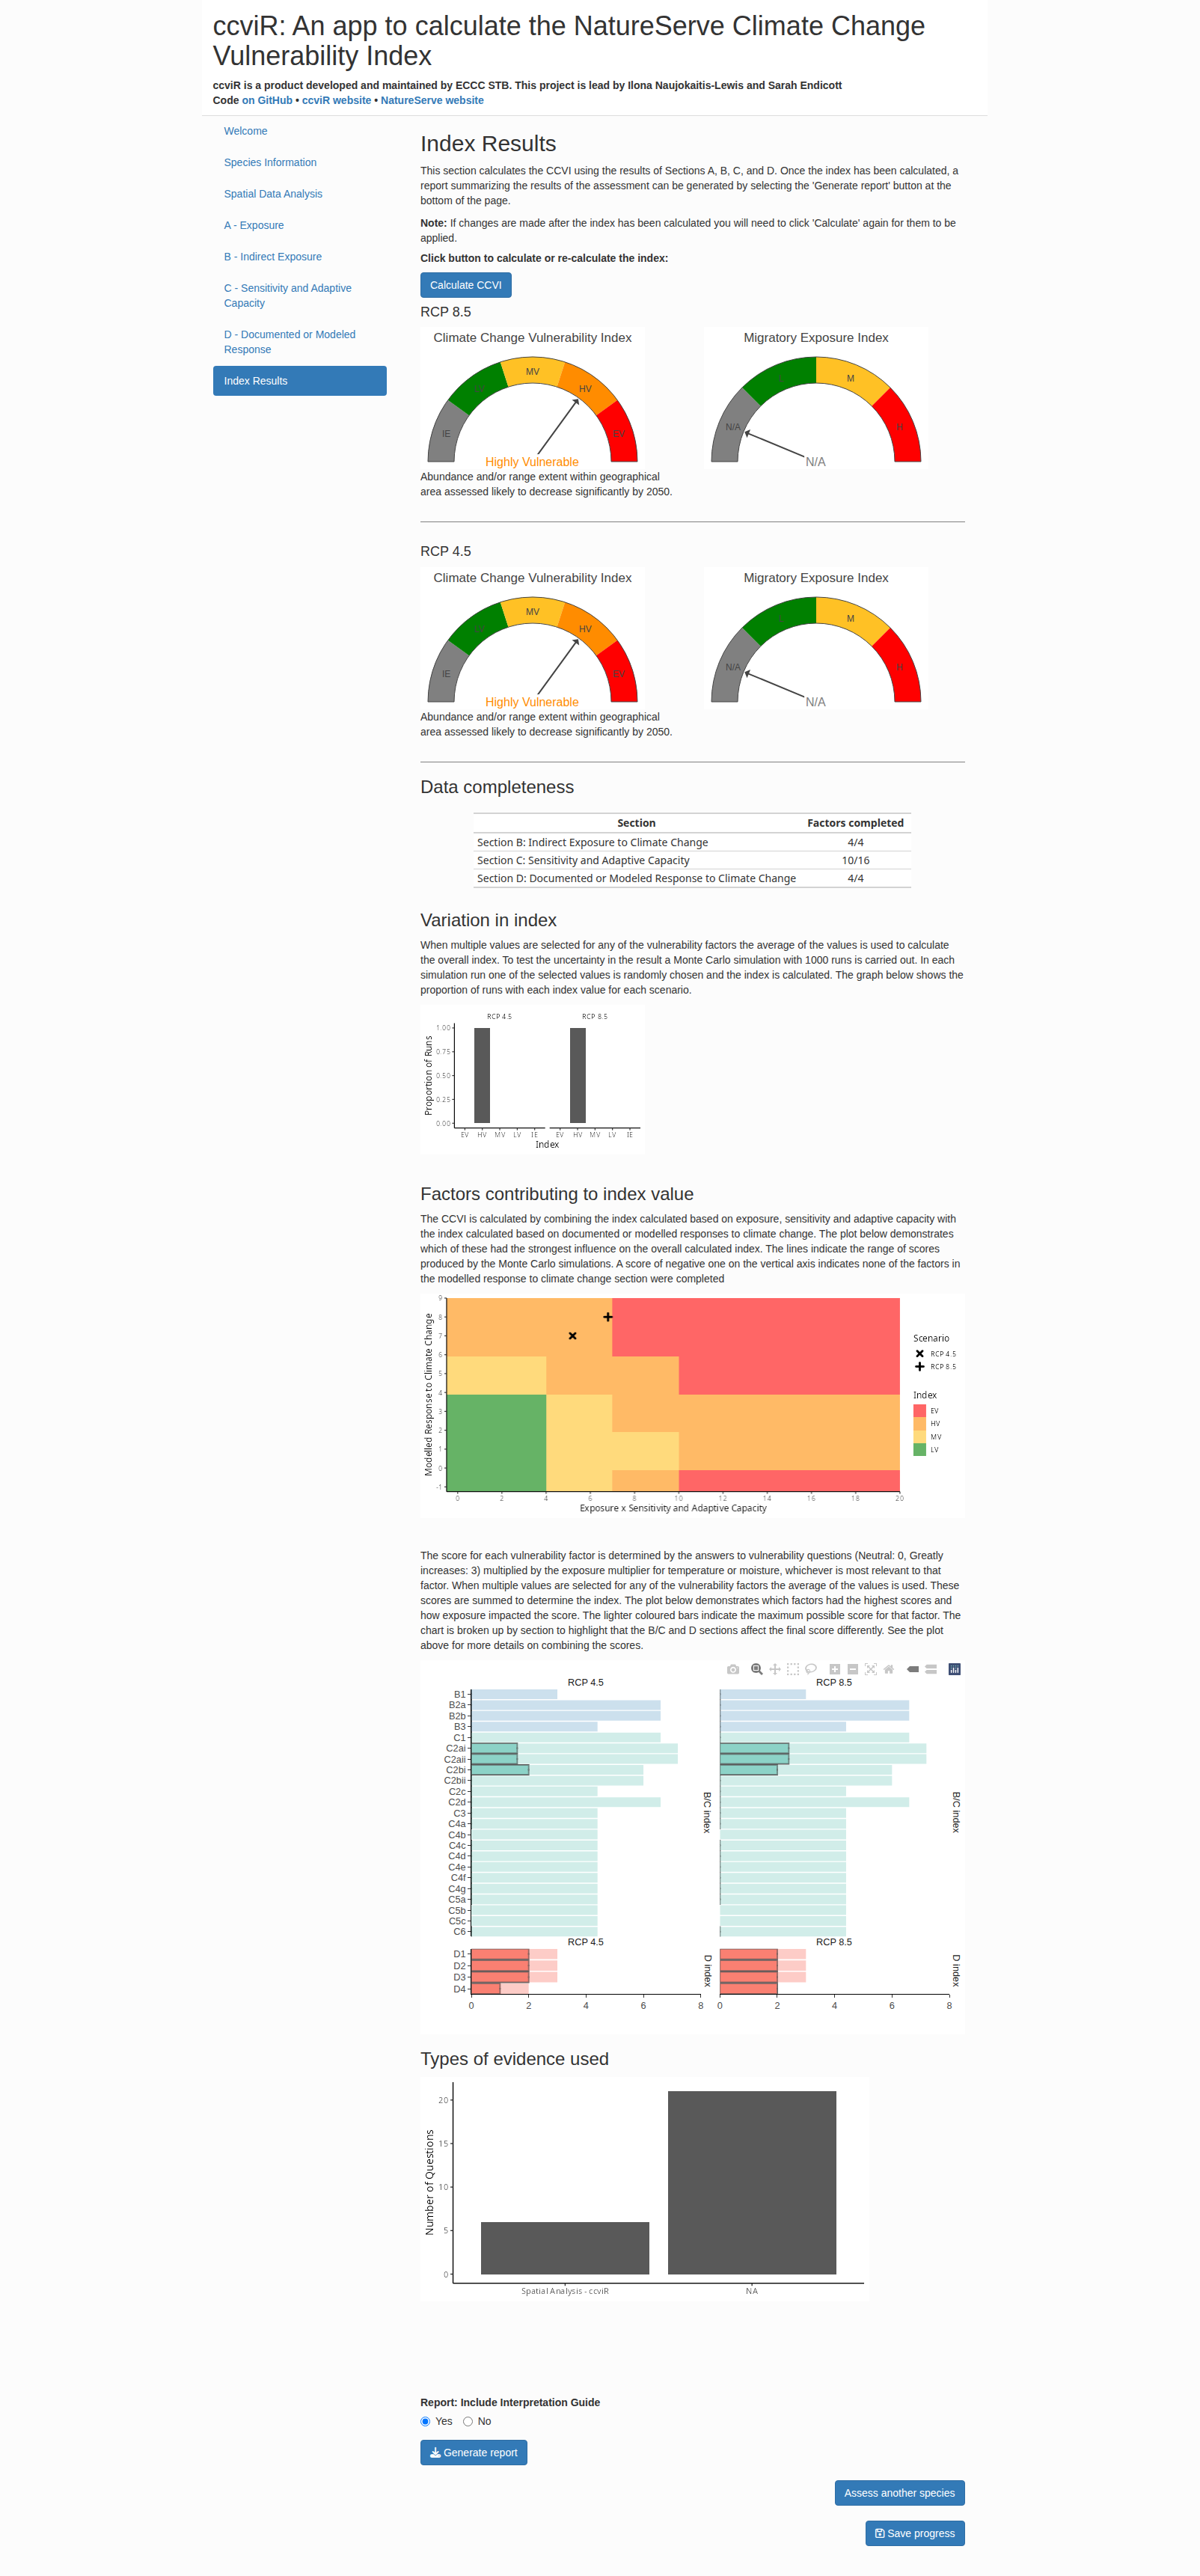 ccviR: An app to calculate the NatureServe Climate Change
Vulnerability Index
ccviR is a product developed and maintained by ECCC STB. This project is lead by Ilona Naujokaitis-Lewis and Sarah Endicott
Code on GitHub • ccviR website • NatureServe website
Welcome
Species Information
Spatial Data Analysis
A - Exposure
B - Indirect Exposure
C - Sensitivity and Adaptive
Capacity
D - Documented or Modeled
Response
Index Results
Index Results
This section calculates the CCVI using the results of Sections A, B, C, and D. Once the index has been calculated, a
report summarizing the results of the assessment can be generated by selecting the 'Generate report' button at the
bottom of the page.
Note: If changes are made after the index has been calculated you will need to click 'Calculate' again for them to be
applied.
Click button to calculate or re-calculate the index:
Calculate CCVI
RCP 8.5
Climate Change Vulnerability Index
IE
MV
HV
EV
Highly Vulnerable
Migratory Exposure Index
N/A
M
H
N/A
Abundance and/or range extent within geographical
area assessed likely to decrease significantly by 2050.
RCP 4.5
Climate Change Vulnerability Index
IE
MV
HV
EV
Highly Vulnerable
Migratory Exposure Index
N/A
M
H
N/A
Abundance and/or range extent within geographical
area assessed likely to decrease significantly by 2050.
Data completeness
Section Factors completed
Section B: Indirect Exposure to Climate Change 4/4
Section C: Sensitivity and Adaptive Capacity 10/16
Section D: Documented or Modeled Response to Climate Change 4/4
Variation in index
When multiple values are selected for any of the vulnerability factors the average of the values is used to calculate
the overall index. To test the uncertainty in the result a Monte Carlo simulation with 1000 runs is carried out. In each
simulation run one of the selected values is randomly chosen and the index is calculated. The graph below shows the
proportion of runs with each index value for each scenario.
RCP 4.5 RCP 8.5
Proportion of Runs
1.00
0.75
0.50
0.25
0.00
EV HV MV LV IE EV HV MV LV IE
Index
Factors contributing to index value
The CCVI is calculated by combining the index calculated based on exposure, sensitivity and adaptive capacity with
the index calculated based on documented or modelled responses to climate change. The plot below demonstrates
which of these had the strongest influence on the overall calculated index. The lines indicate the range of scores
produced by the Monte Carlo simulations. A score of negative one on the vertical axis indicates none of the factors in
the modelled response to climate change section were completed
Modelled Response to Climate Change
9
8
7
6
5
4
3
2
1
0
-1
0 2 4 6 8 10 12 14 16 18 20
Exposure x Sensitivity and Adaptive Capacity
Scenario
RCP 4.5
RCP 8.5
Index
EV
HV
MV
LV
The score for each vulnerability factor is determined by the answers to vulnerability questions (Neutral: 0, Greatly
increases: 3) multiplied by the exposure multiplier for temperature or moisture, whichever is most relevant to that
factor. When multiple values are selected for any of the vulnerability factors the average of the values is used. These
scores are summed to determine the index. The plot below demonstrates which factors had the highest scores and
how exposure impacted the score. The lighter coloured bars indicate the maximum possible score for that factor. The
chart is broken up by section to highlight that the B/C and D sections affect the final score differently. See the plot
above for more details on combining the scores.
RCP 4.5 RCP 8.5
B1
B2a
B2b
B3
C1
C2ai
C2aii
C2bi
C2bii
C2c
C2d
C3
C4a
C4b
C4c
C4d
C4e
C4f
C4g
C5a
C5b
C5c
C6
B/C index
B/C index
RCP 4.5 RCP 8.5
D1
D2
D3
D4
D index
D index
0 2 4 6 8 0 2 4 6 8
Types of evidence used
Number of Questions
20
15
10
5
0
Spatial Analysis - ccviR NA
Report: Include Interpretation Guide
Yes No
Generate report
Assess another species
Save progress